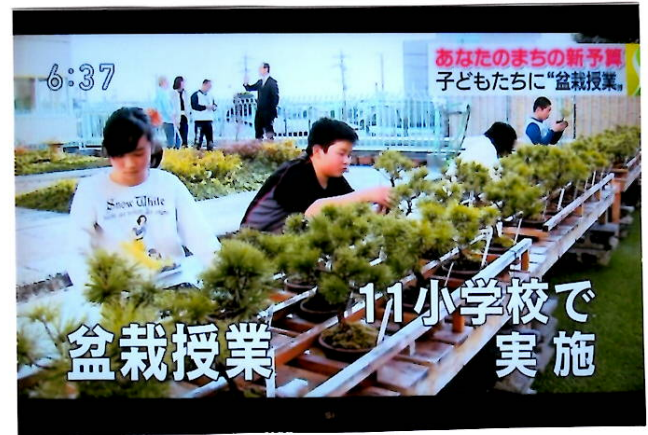 6:37
あなたのまちの新予算
子どもたちに“盆栽授業”
Snow White
盆栽授業
11小学校で
実施